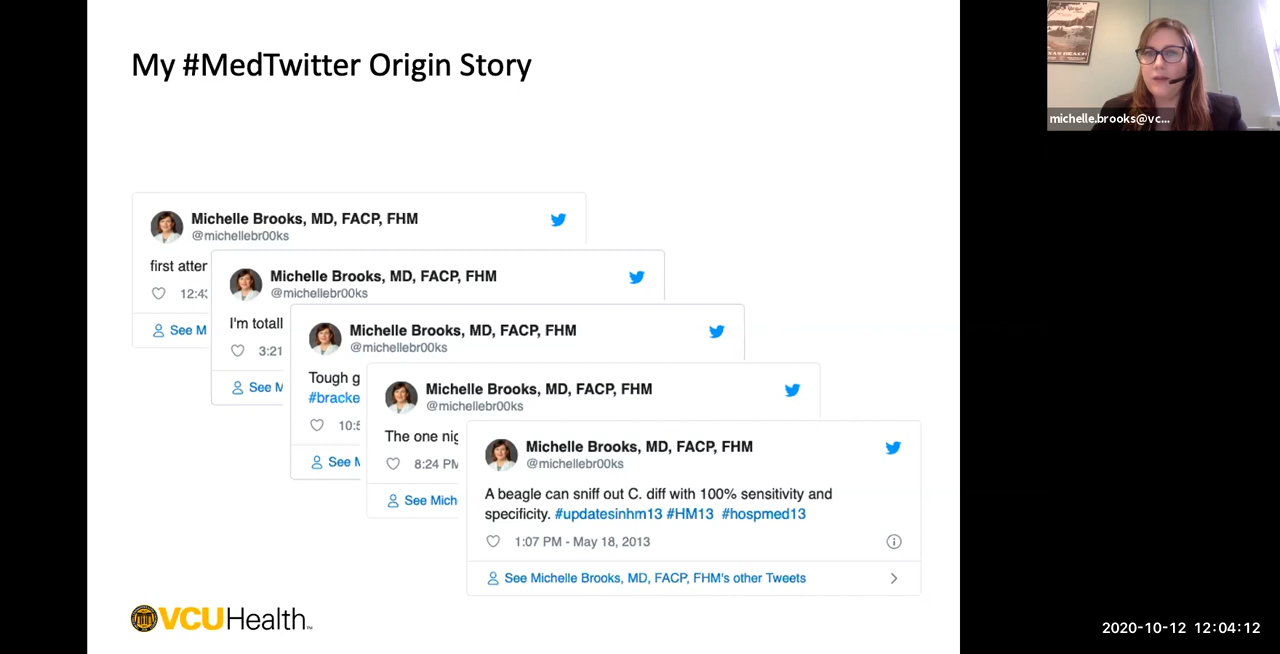 My #MedTwitter Origin Story
michelle.brooks@vc...
Michelle Brooks, MD, FACP, FHM
@michellebr00ks
first atter
12:4
See M
Michelle Brooks, MD, FACP, FHM
@michellebr00ks
I'm totall
3:21
See M
Michelle Brooks, MD, FACP, FHM
@michellebr00ks
Tough g
#bracke
10:5
See M
Michelle Brooks, MD, FACP, FHM
@michellebr00ks
The one nig
8:24 PM
See Mich
Michelle Brooks, MD, FACP, FHM
@michellebr00ks
A beagle can sniff out C. diff with 100% sensitivity and
specificity. #updatesinhm13 #HM13 #hospmed13
1:07 PM - May 18, 2013
See Michelle Brooks, MD, FACP, FHM's other Tweets
VCUHealth™
2020-10-12 12:04:12